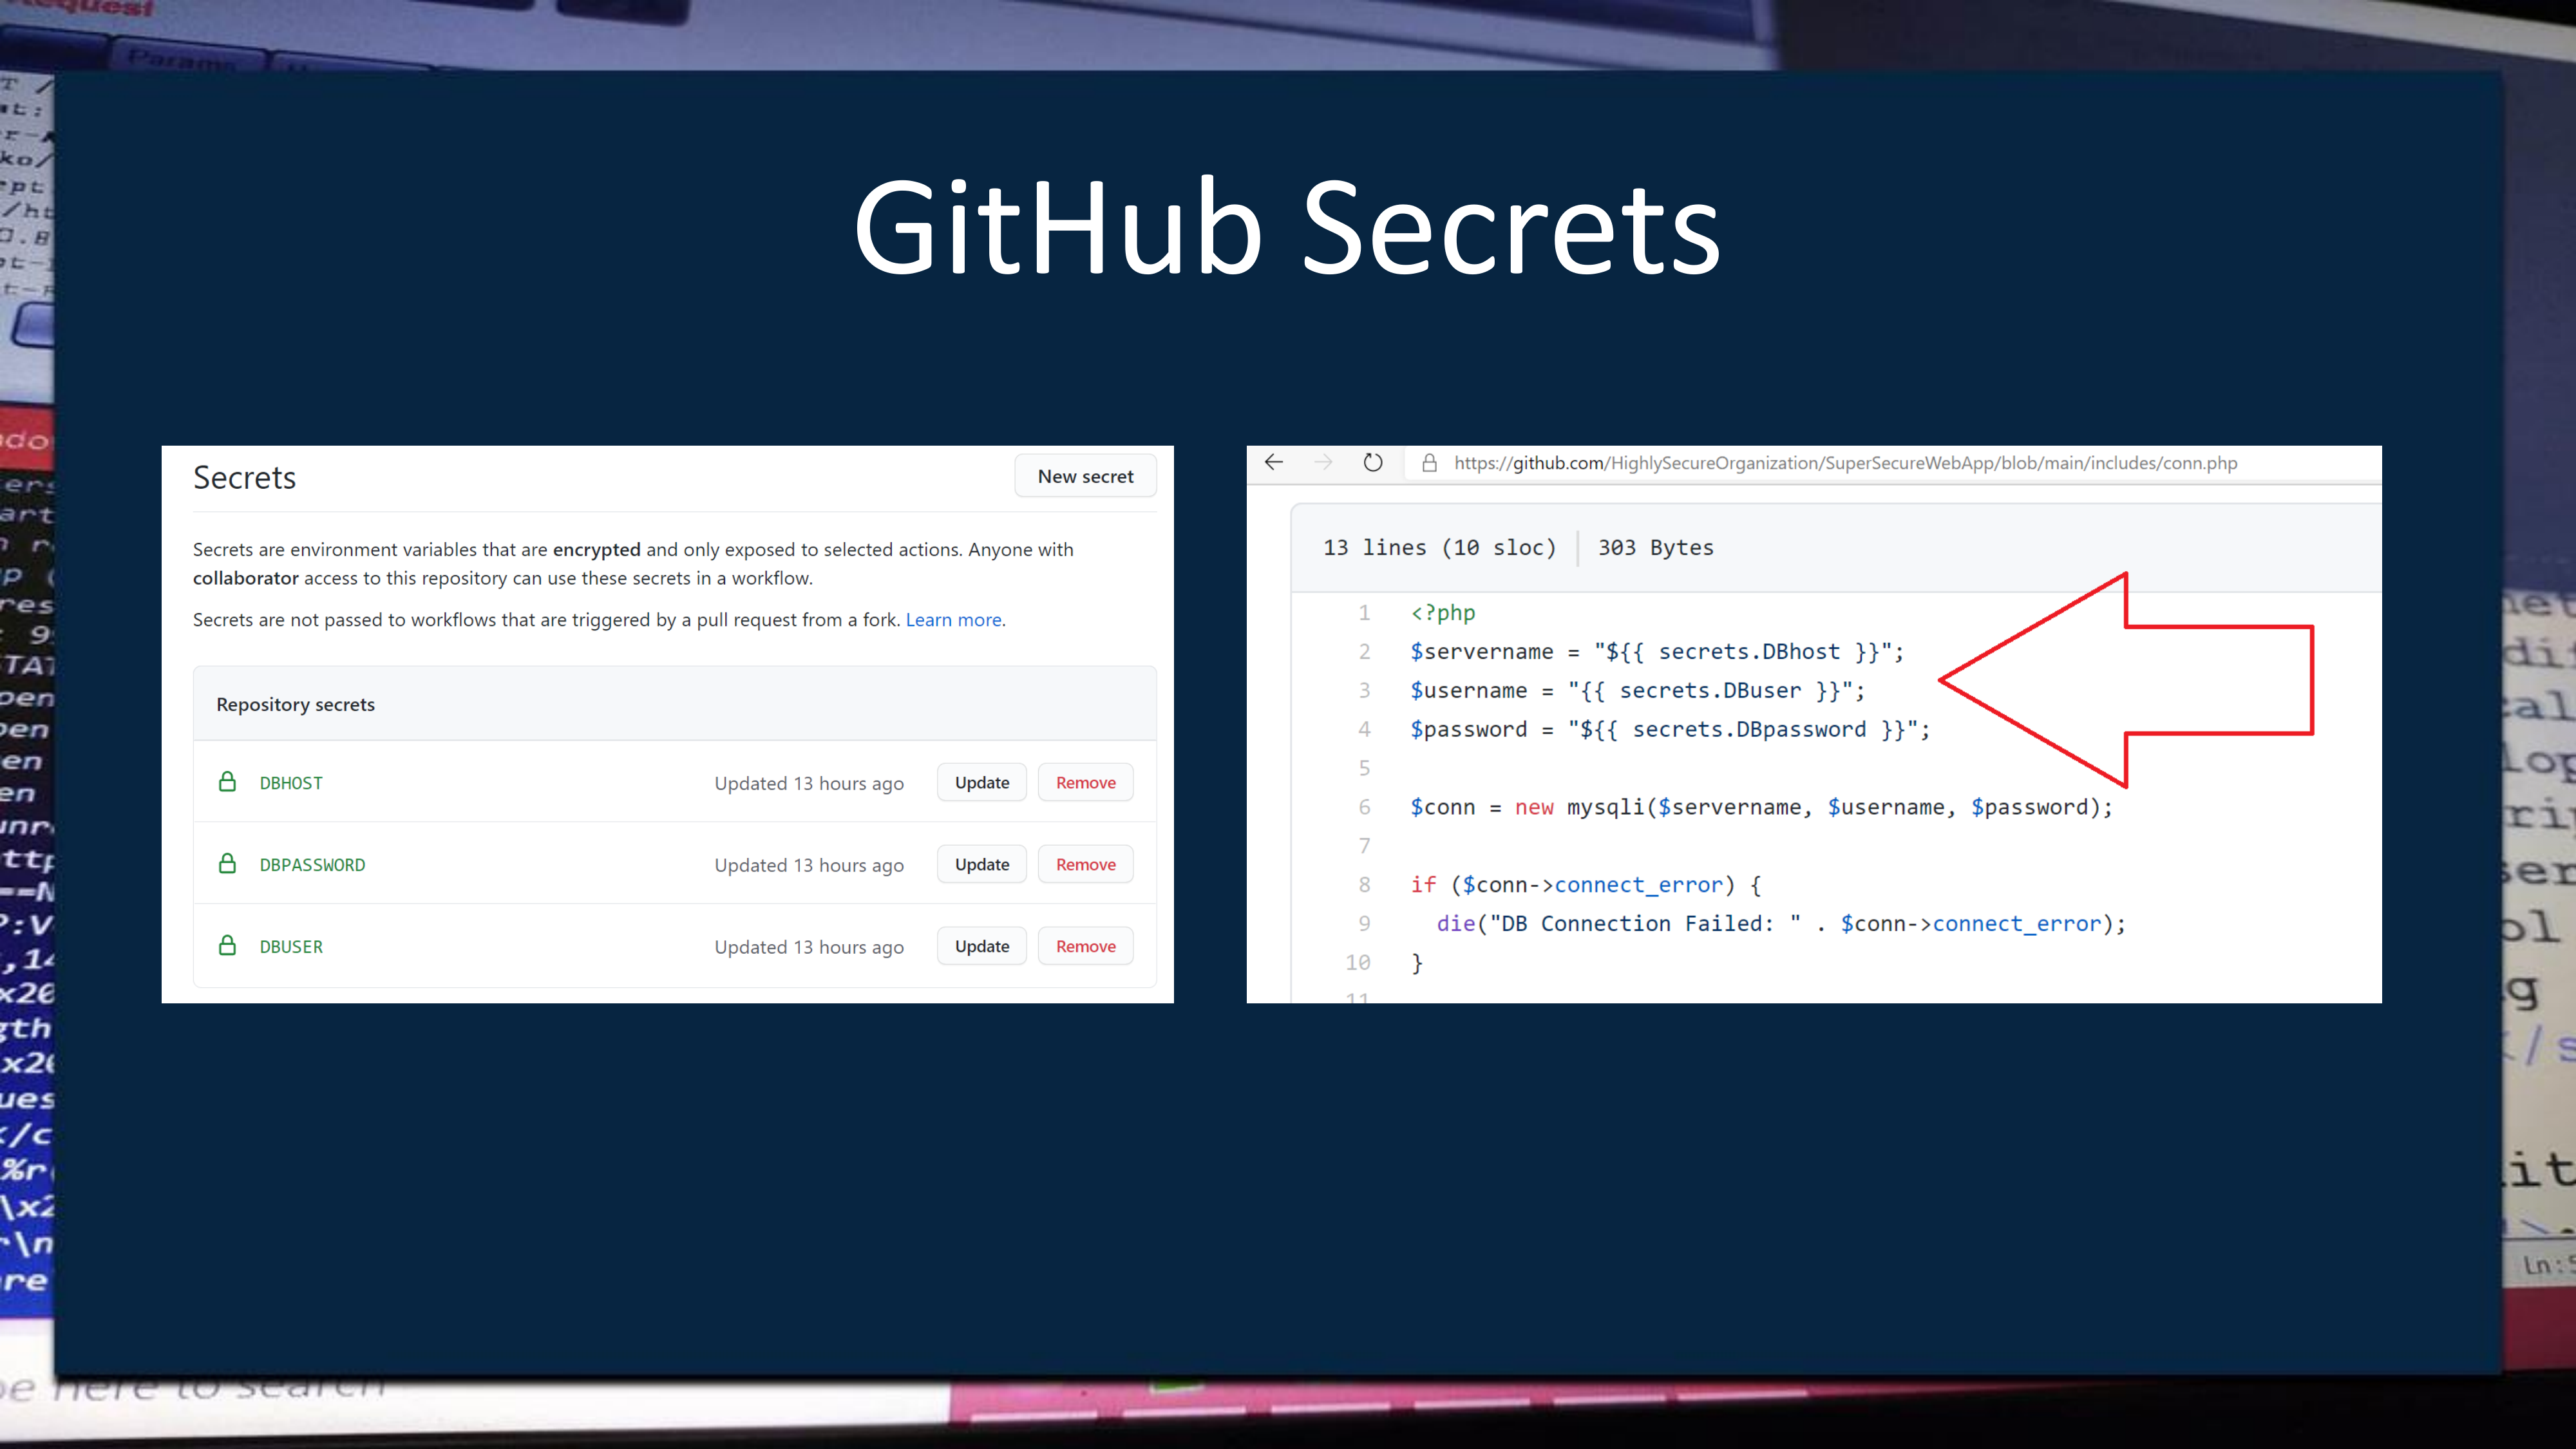 Request
Params
GitHub Secrets
Secrets
New secret
Secrets are environment variables that are encrypted and only exposed to selected actions. Anyone with
collaborator access to this repository can use these secrets in a workflow.
Secrets are not passed to workflows that are triggered by a pull request from a fork. Learn more.
Repository secrets
DBHOST Updated 13 hours ago Update Remove
DBPASSWORD Updated 13 hours ago Update Remove
DBUSER Updated 13 hours ago Update Remove
https://github.com/HighlySecureOrganization/SuperSecureWebApp/blob/main/includes/conn.php
13 lines (10 sloc) 303 Bytes
1 <?php
2 $servername = "${{ secrets.DBhost }}";
3 $username = "{{ secrets.DBuser }}";
4 $password = "${{ secrets.DBpassword }}";
5
6 $conn = new mysqli($servername, $username, $password);
7
8 if ($conn->connect_error) {
9 die("DB Connection Failed: " . $conn->connect_error);
10 }
11
here to search